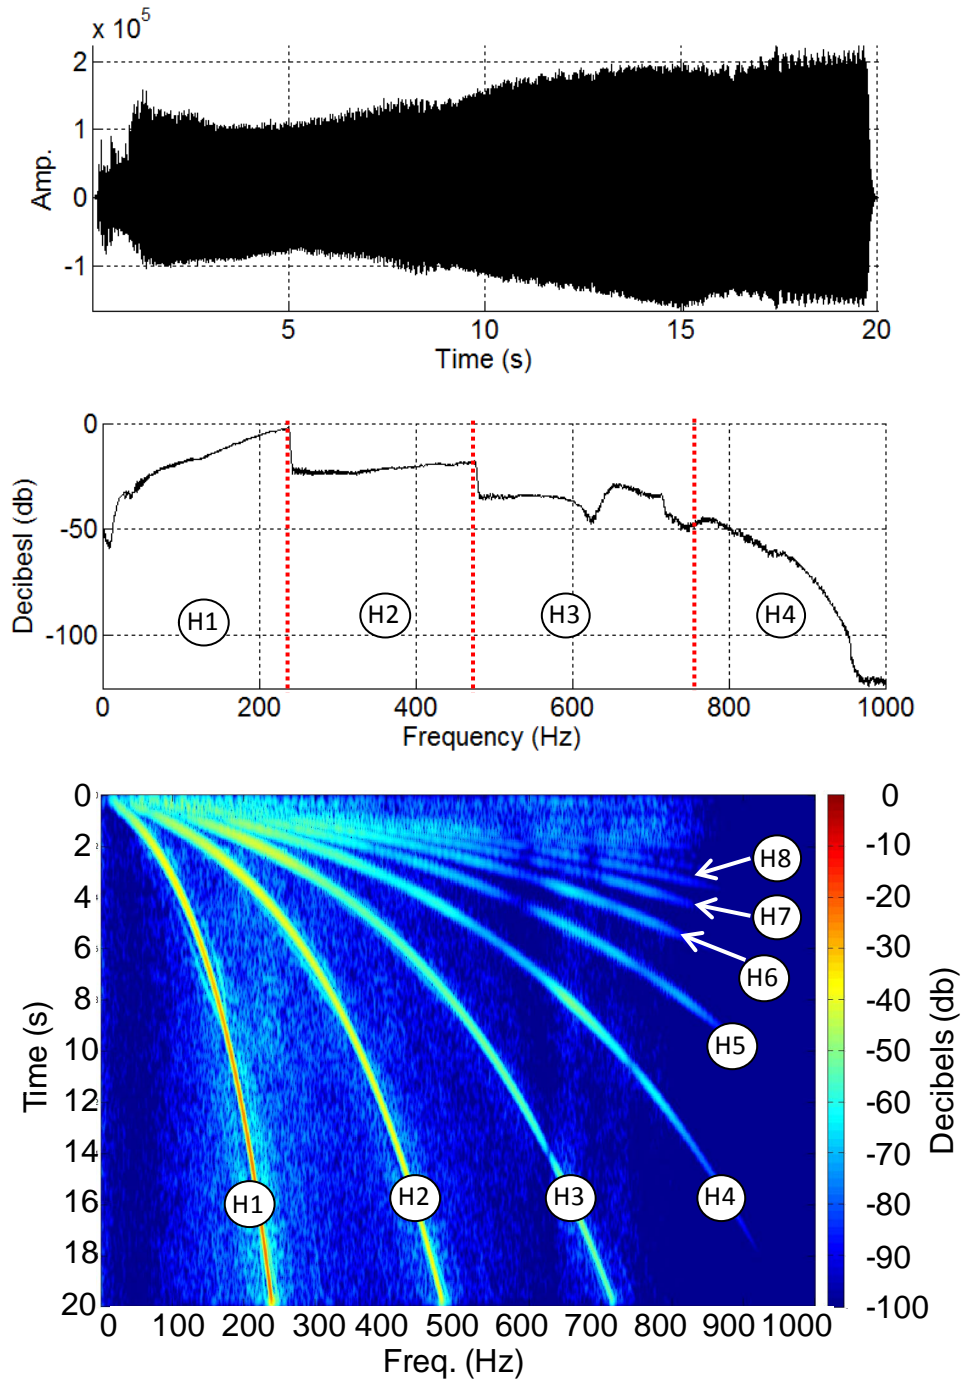 x 10⁵
2
1
0
-1
Amp.
5 10 15 20
Time (s)
0
-50
-100
Decibesl (db)
H1 H2 H3 H4
0 200 400 600 800 1000
Frequency (Hz)
0
2
4
6
8
10
12
14
16
18
20
Time (s)
H8
H7
H6
H5
H1 H2 H3 H4
0 100 200 300 400 500 600 700 800 900 1000
Freq. (Hz)
0
-10
-20
-30
-40
-50
-60
-70
-80
-90
-100
Decibels (db)